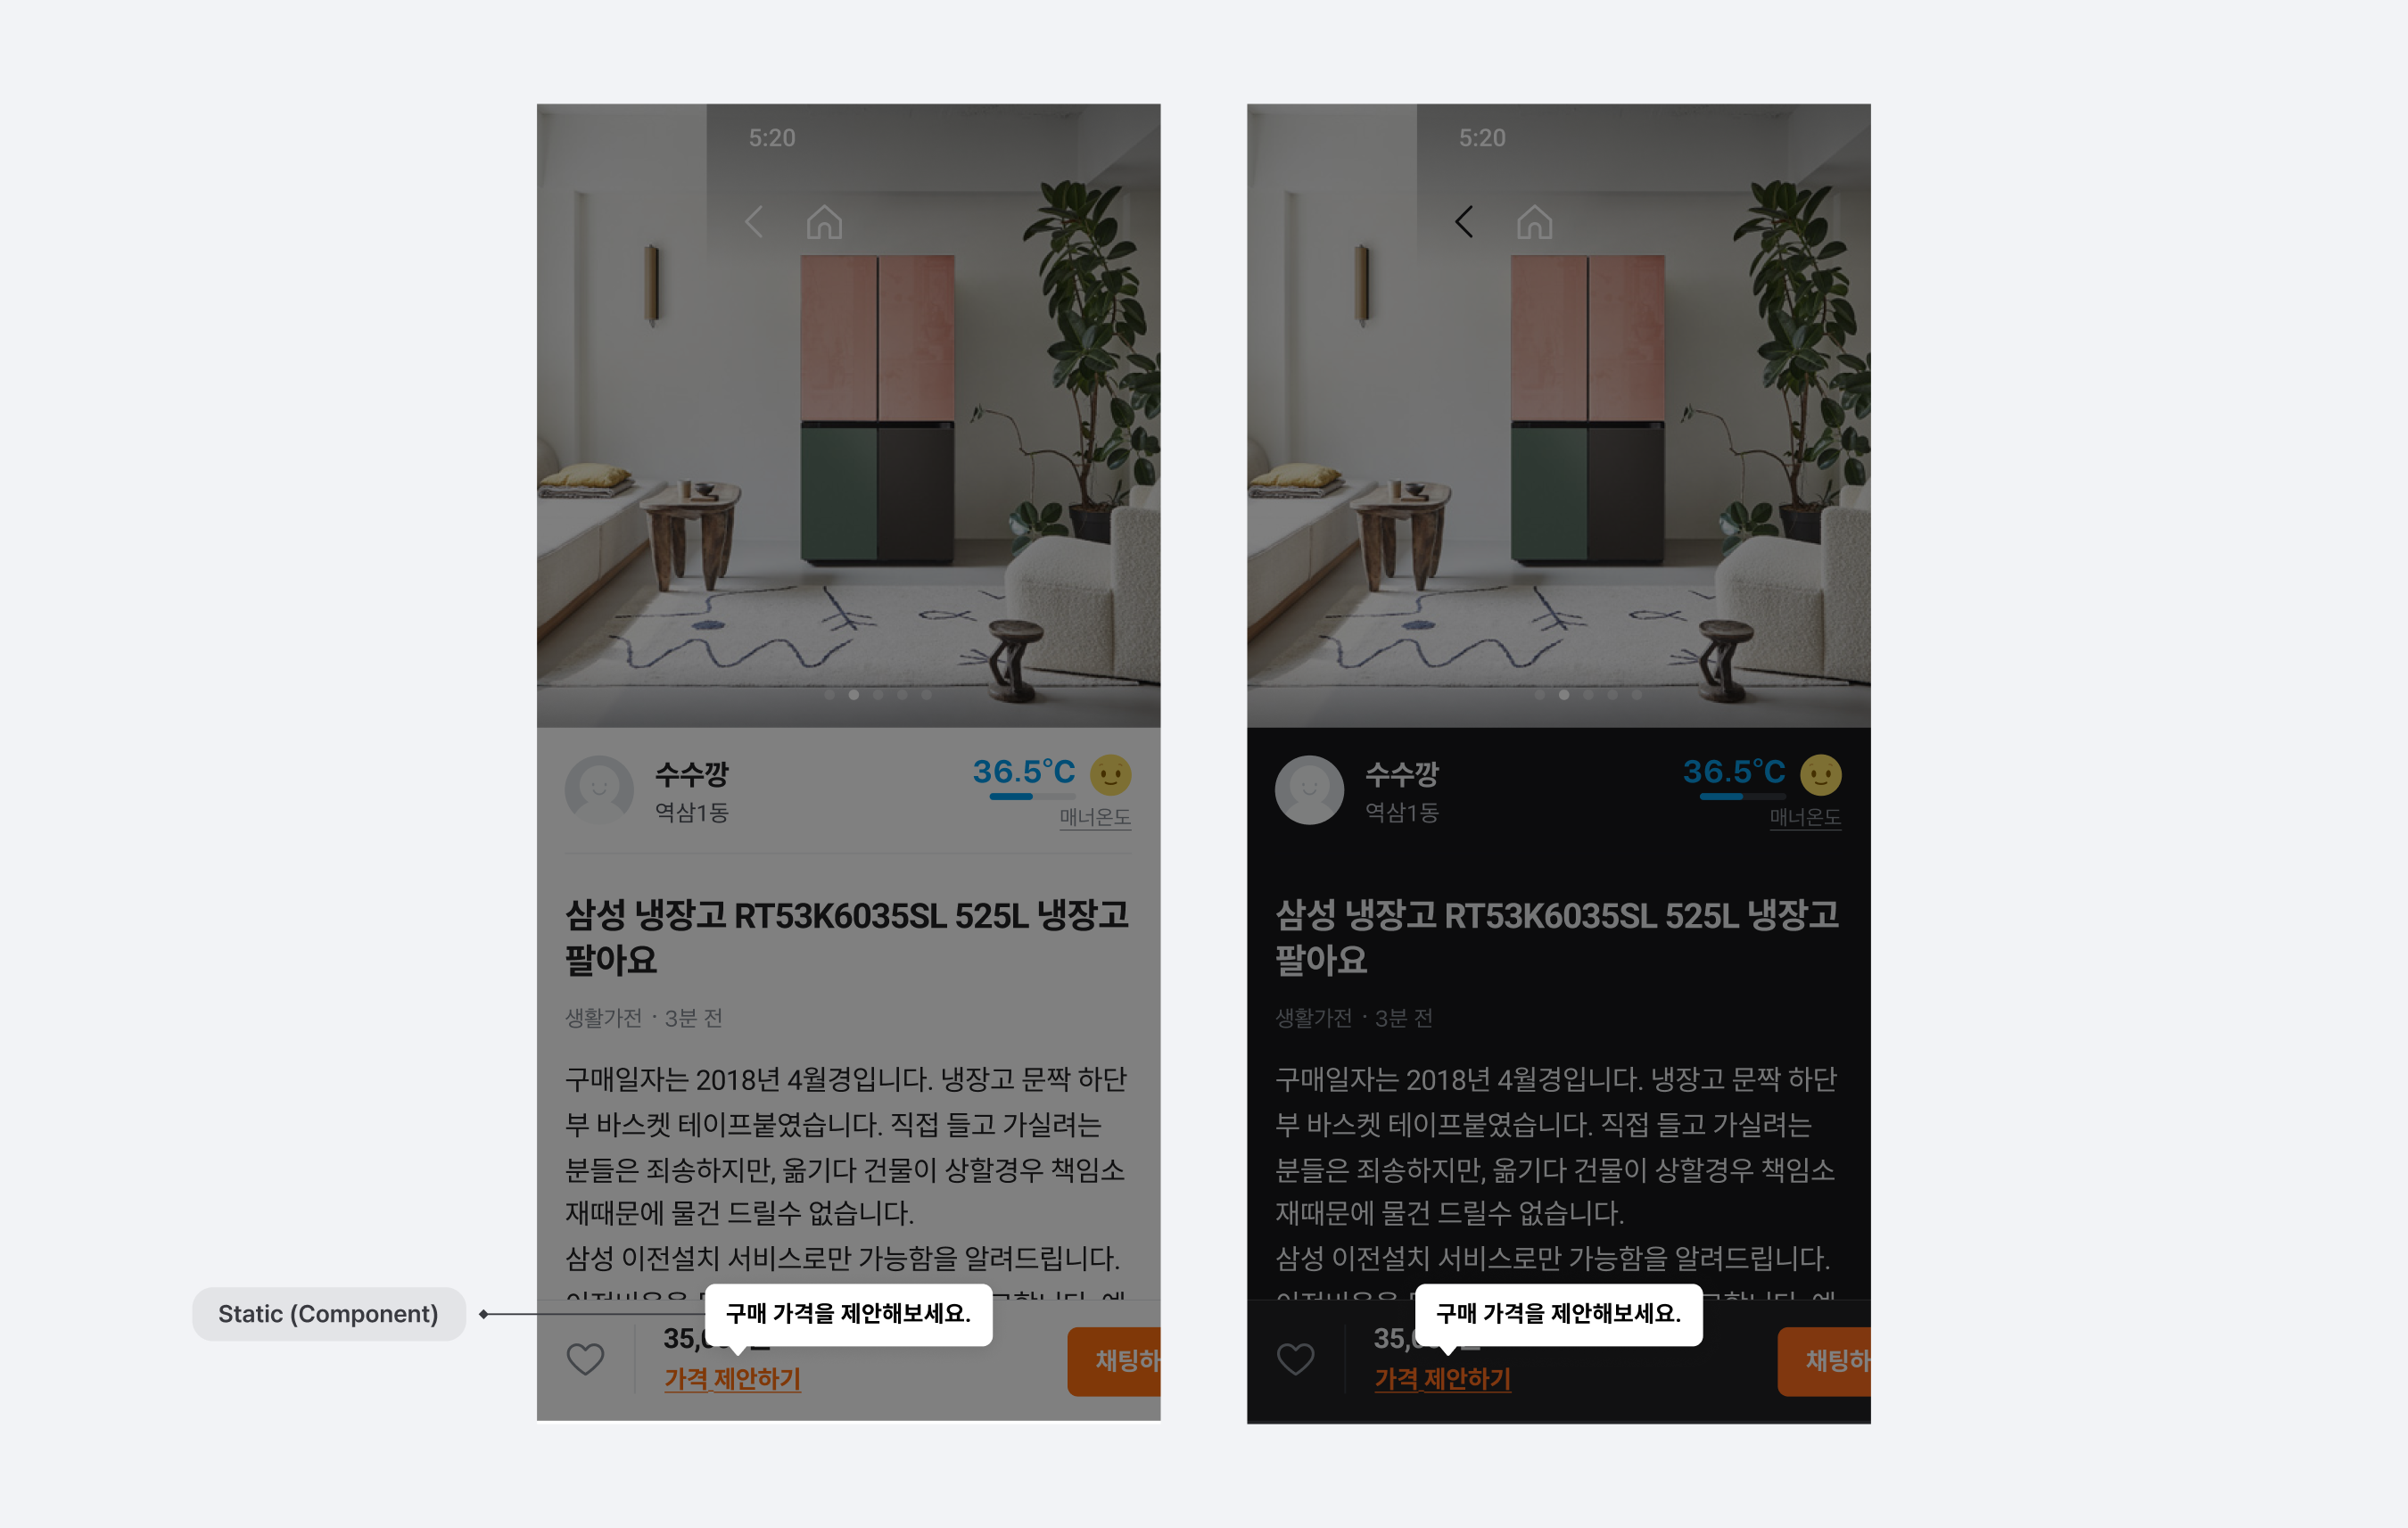 5:20
수수깡
역삼1동
36.5°C
매너온도
삼성 냉장고 RT53K6035SL 525L 냉장고
팔아요
생활가전 · 3분 전
구매일자는 2018년 4월경입니다. 냉장고 문짝 하단
부 바스켓 테이프붙였습니다. 직접 들고 가실려는
분들은 죄송하지만, 옮기다 건물이 상할경우 책임소
재때문에 물건 드릴수 없습니다.
삼성 이전설치 서비스로만 가능함을 알려드립니다.
Static (Component)
구매 가격을 제안해보세요.
35,
가격 제안하기
채팅하
5:20
수수깡
역삼1동
36.5°C
매너온도
삼성 냉장고 RT53K6035SL 525L 냉장고
팔아요
생활가전 · 3분 전
구매일자는 2018년 4월경입니다. 냉장고 문짝 하단
부 바스켓 테이프붙였습니다. 직접 들고 가실려는
분들은 죄송하지만, 옮기다 건물이 상할경우 책임소
재때문에 물건 드릴수 없습니다.
삼성 이전설치 서비스로만 가능함을 알려드립니다.
구매 가격을 제안해보세요.
35,
가격 제안하기
채팅하